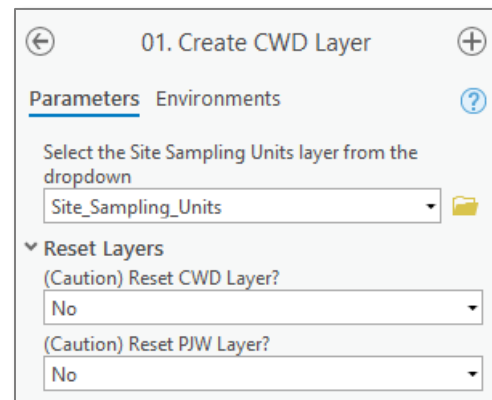 01. Create CWD Layer
Parameters Environments
Select the Site Sampling Units layer from the
dropdown
Site_Sampling_Units
Reset Layers
(Caution) Reset CWD Layer?
No
(Caution) Reset PJW Layer?
No